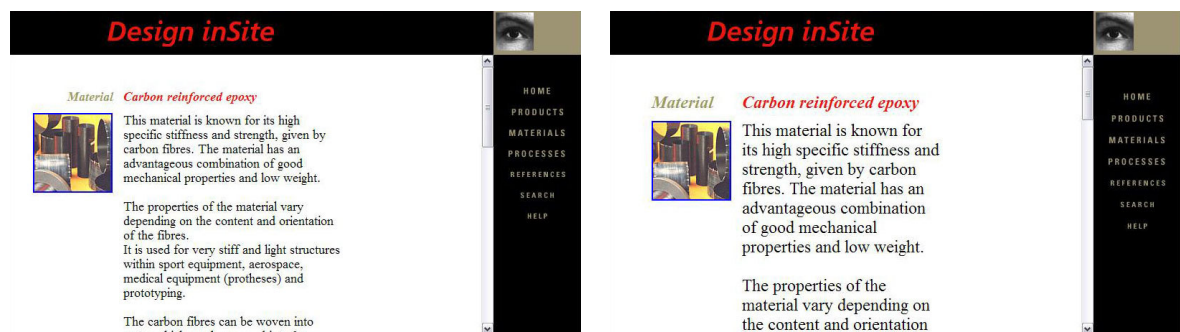 Design inSite
Material Carbon reinforced epoxy
This material is known for its high
specific stiffness and strength, given by
carbon fibres. The material has an
advantageous combination of good
mechanical properties and low weight.
The properties of the material vary
depending on the content and orientation
of the fibres.
It is used for very stiff and light structures
within sport equipment, aerospace,
medical equipment (protheses) and
prototyping.
The carbon fibres can be woven into
HOME
PRODUCTS
MATERIALS
PROCESSES
REFERENCES
SEARCH
HELP
Design inSite
Material Carbon reinforced epoxy
This material is known for
its high specific stiffness and
strength, given by carbon
fibres. The material has an
advantageous combination
of good mechanical
properties and low weight.
The properties of the
material vary depending on
the content and orientation
HOME
PRODUCTS
MATERIALS
PROCESSES
REFERENCES
SEARCH
HELP